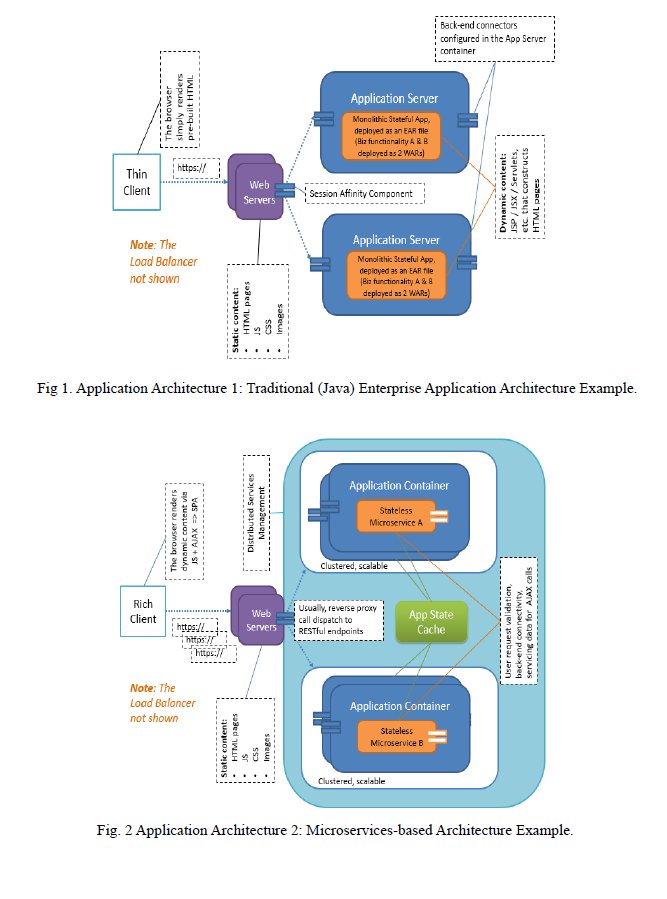 Back-end connectors
configured in the App Server
container
The browser
simply renders
pre-built HTML
Application Server
Monolithic Stateful App,
deployed as an EAR file
(Biz functionality A & B
deployed as 2 WARs)
Thin
Client
https://
Web
Servers
Session Affinity Component
Dynamic content:
JSP / JSX / Servlets,
etc. that constructs
HTML pages
Application Server
Monolithic Stateful App,
deployed as an EAR file
(Biz functionality A & B
deployed as 2 WARs)
Note: The
Load Balancer
not shown
Static content:
• HTML pages
• JS
• CSS
• Images
Fig 1. Application Architecture 1: Traditional (Java) Enterprise Application Architecture Example.
The browser renders
dynamic content via
JS + AJAX => SPA
Distributed Services
Management
Application Container
Stateless
Microservice A
Clustered, scalable
Rich
Client
https://
https://
https://
Web
Servers
Usually, reverse proxy
call dispatch to
RESTful endpoints
App State
Cache
User request validation,
back-end connectivity,
servicing data for AJAX calls
Note: The
Load Balancer
not shown
Static content:
• HTML pages
• JS
• CSS
• Images
Application Container
Stateless
Microservice B
Clustered, scalable
Fig. 2 Application Architecture 2: Microservices-based Architecture Example.